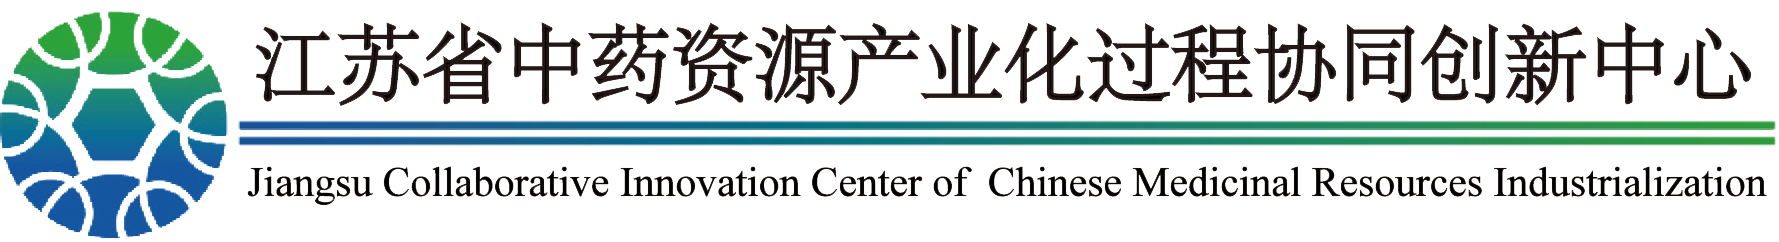 江苏省中药资源产业化过程协同创新中心
Jiangsu Collaborative Innovation Center of Chinese Medicinal Resources Industrialization